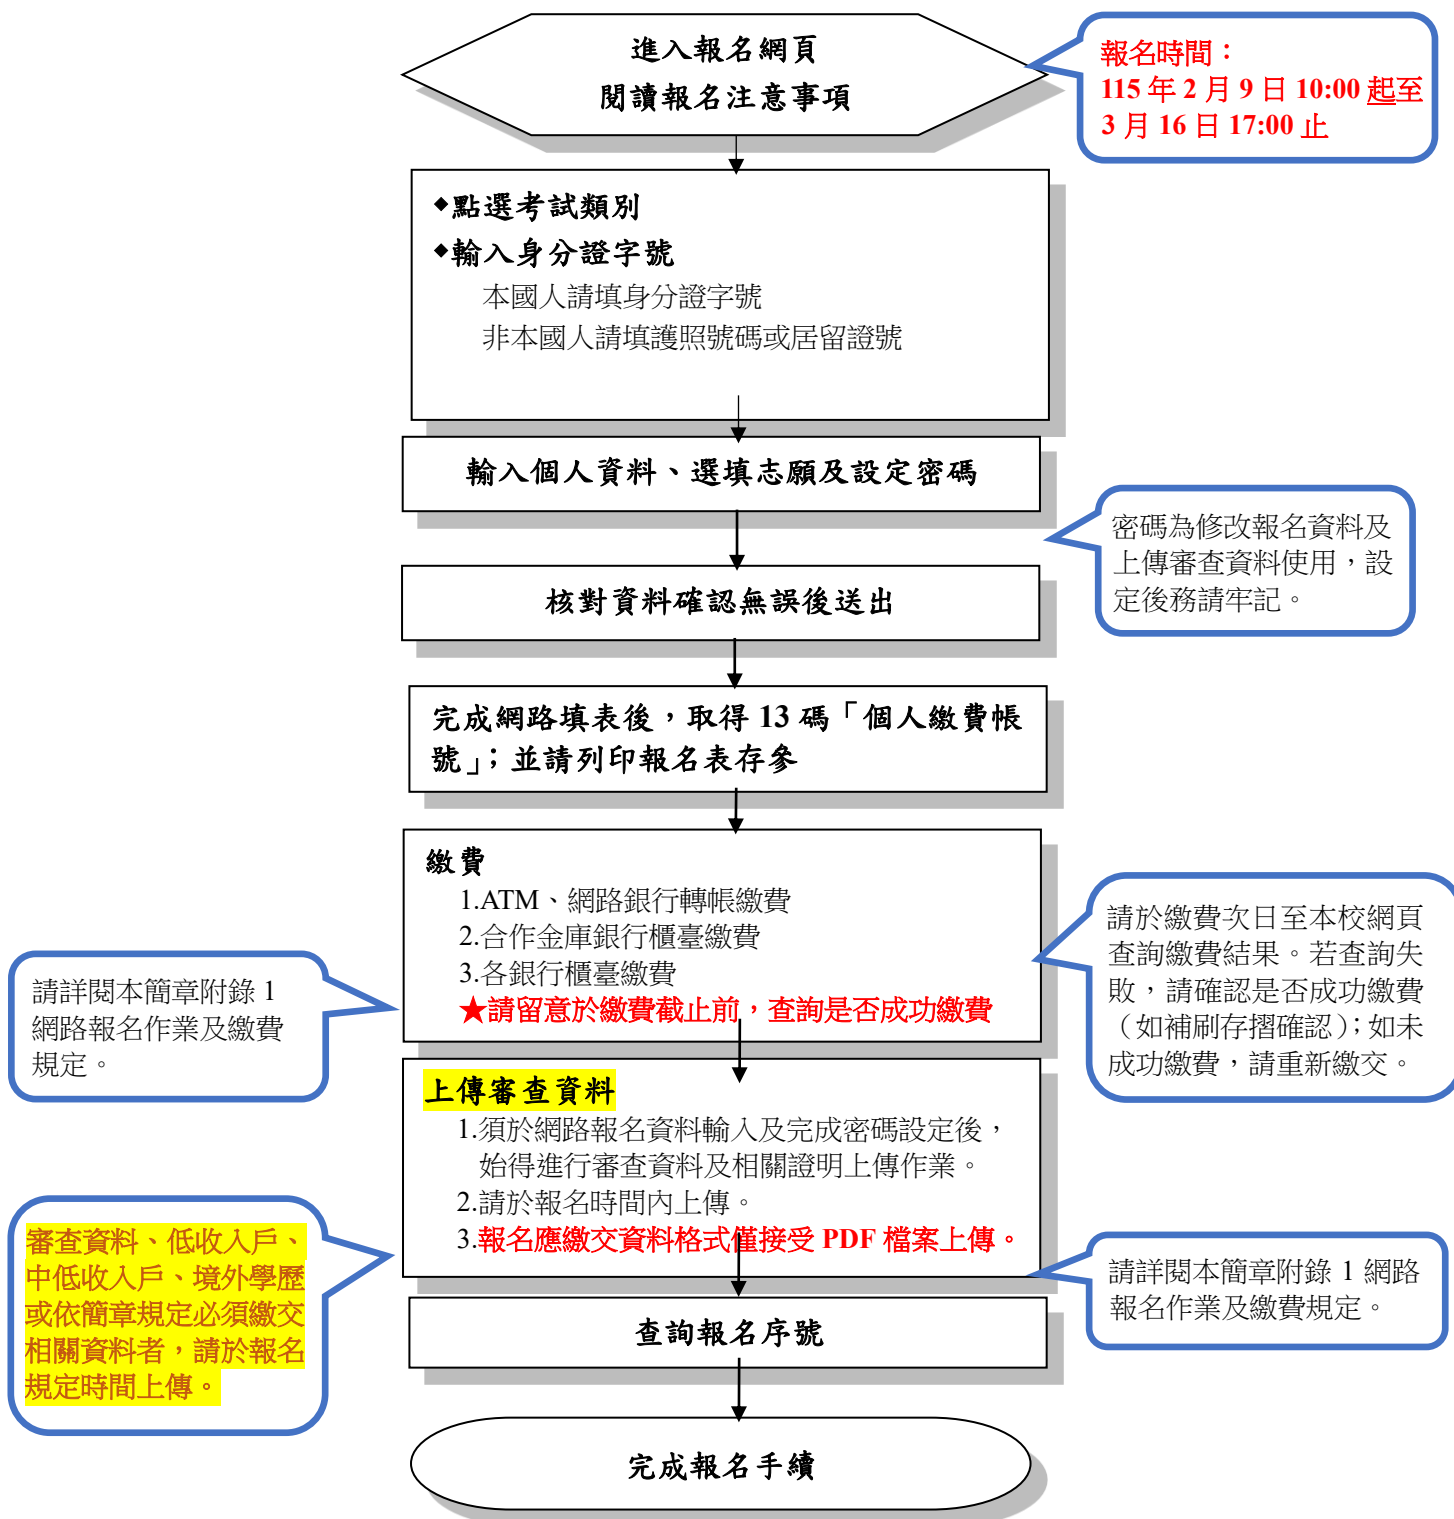 進入報名網頁
閱讀報名注意事項
報名時間：
115 年 2 月 9 日 10:00 起至
3 月 16 日 17:00 止
◆點選考試類別
◆輸入身分證字號
本國人請填身分證字號
非本國人請填護照號碼或居留證號
輸入個人資料、選填志願及設定密碼
密碼為修改報名資料及
上傳審查資料使用，設
定後務請牢記。
核對資料確認無誤後送出
完成網路填表後，取得 13 碼「個人繳費帳
號」；並請列印報名表存參
繳費
1.ATM、網路銀行轉帳繳費
2.合作金庫銀行櫃臺繳費
3.各銀行櫃臺繳費
★請留意於繳費截止前，查詢是否成功繳費
請於繳費次日至本校網頁
查詢繳費結果。若查詢失
敗，請確認是否成功繳費
（如補刷存摺確認）；如未
成功繳費，請重新繳交。
請詳閱本簡章附錄 1
網路報名作業及繳費
規定。
上傳審查資料
1.須於網路報名資料輸入及完成密碼設定後，
始得進行審查資料及相關證明上傳作業。
2.請於報名時間內上傳。
3.報名應繳交資料格式僅接受 PDF 檔案上傳。
審查資料、低收入戶、
中低收入戶、境外學歷
或依簡章規定必須繳交
相關資料者，請於報名
規定時間上傳。
請詳閱本簡章附錄 1 網路
報名作業及繳費規定。
查詢報名序號
完成報名手續